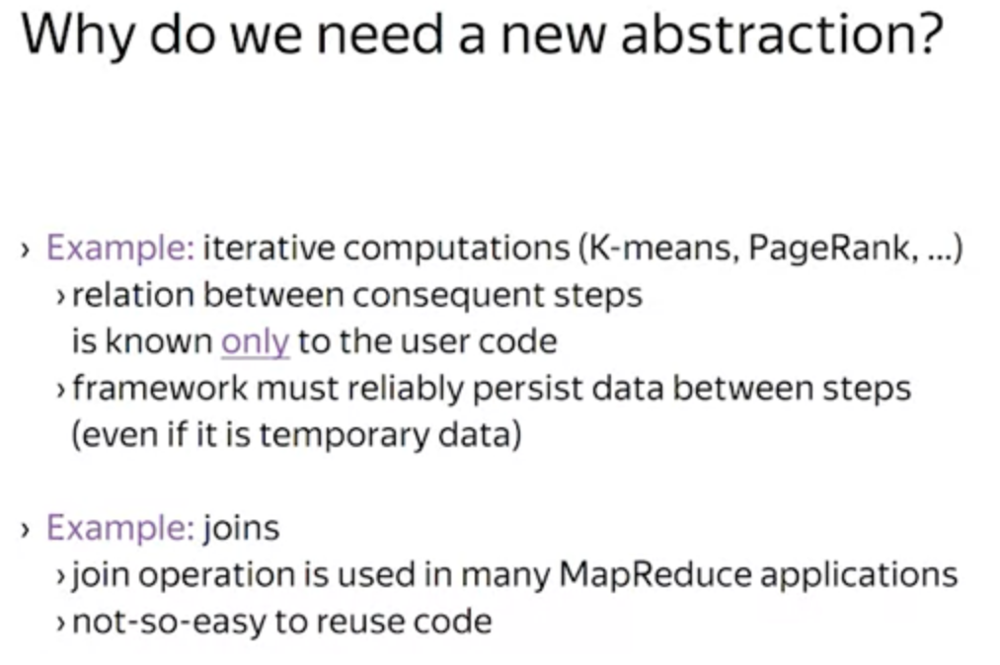 Why do we need a new abstraction?
› Example: iterative computations (K-means, PageRank, ...)
› relation between consequent steps
is known only to the user code
› framework must reliably persist data between steps
(even if it is temporary data)
› Example: joins
› join operation is used in many MapReduce applications
› not-so-easy to reuse code